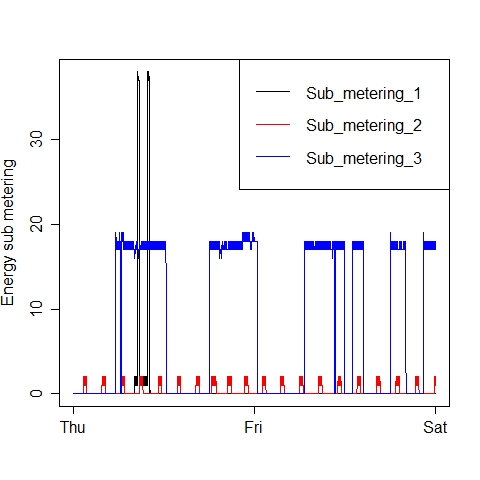 Sub_metering_1
Sub_metering_2
Sub_metering_3
Energy sub metering
30
20
10
0
Thu
Fri
Sat